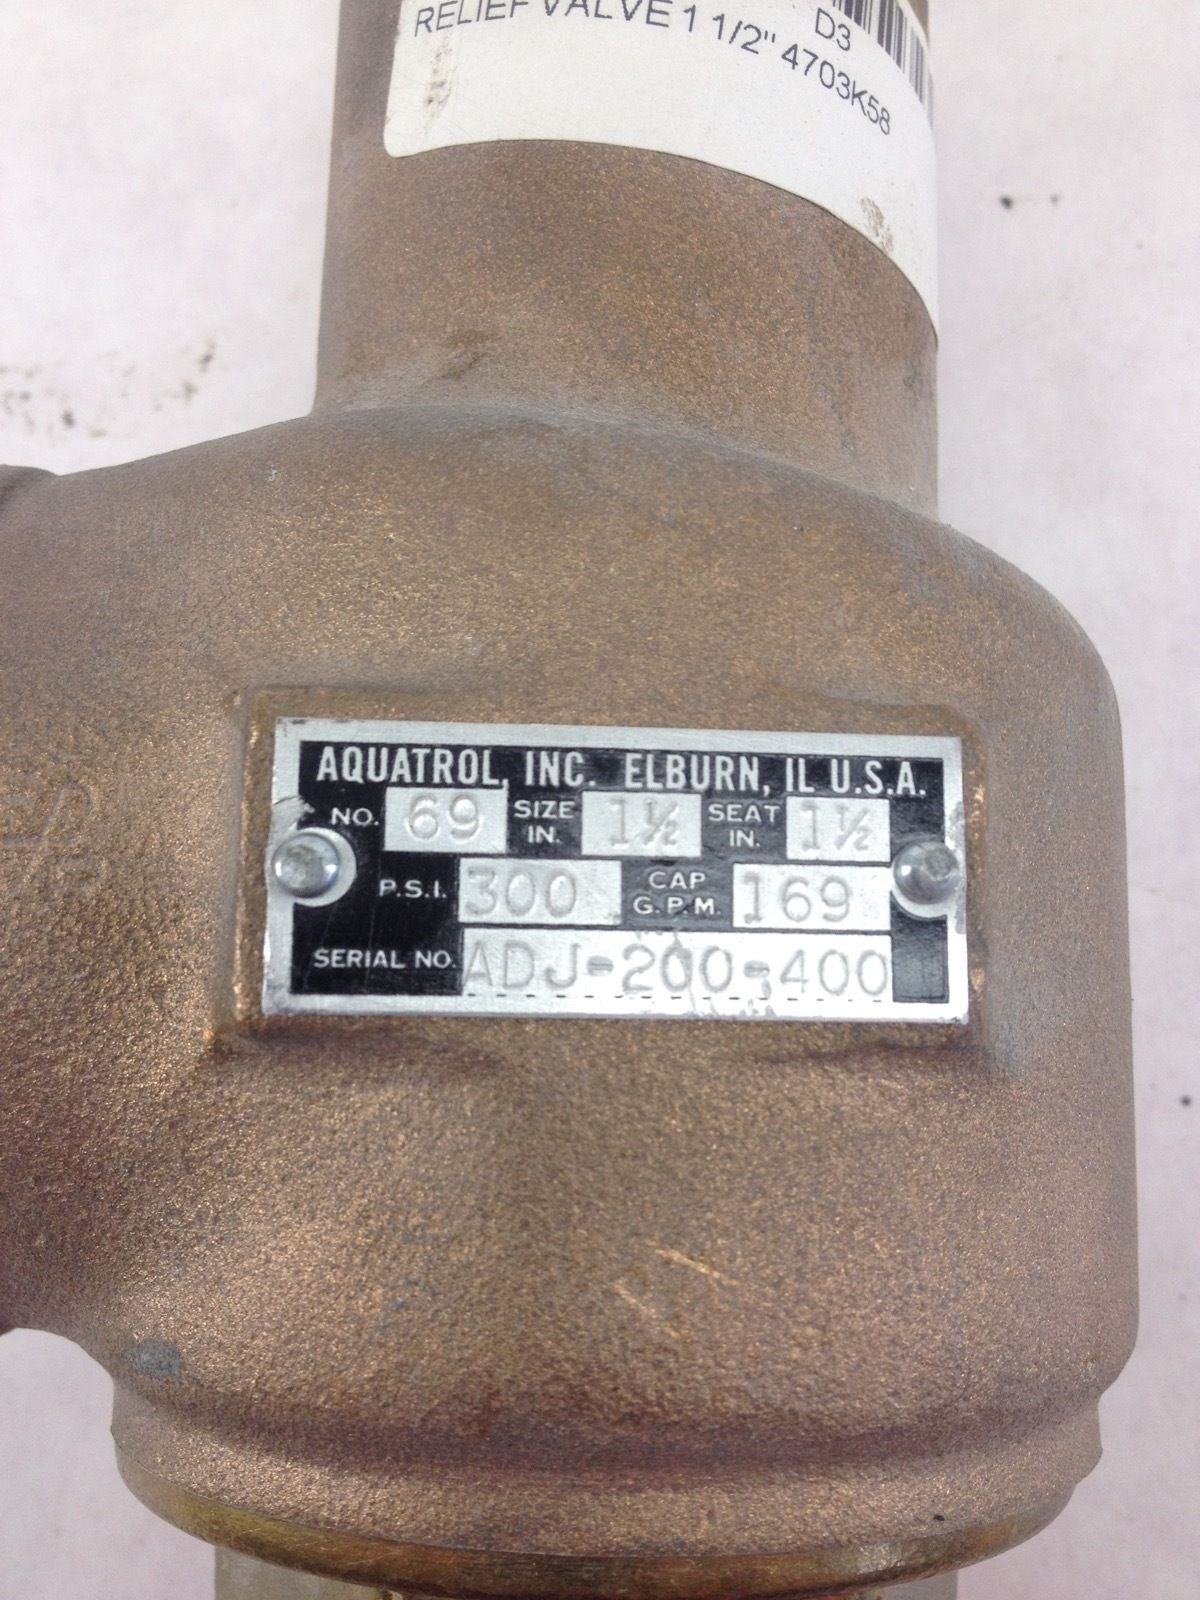 D3
RELIEF VALVE 1 1/2" 4703K58
AQUATROL, INC. ELBURN, IL U.S.A.
NO. 69 SIZE IN. 1½ SEAT IN. 1½
P.S.I. 300 CAP G.P.M. 169
SERIAL NO. ADJ-200-400